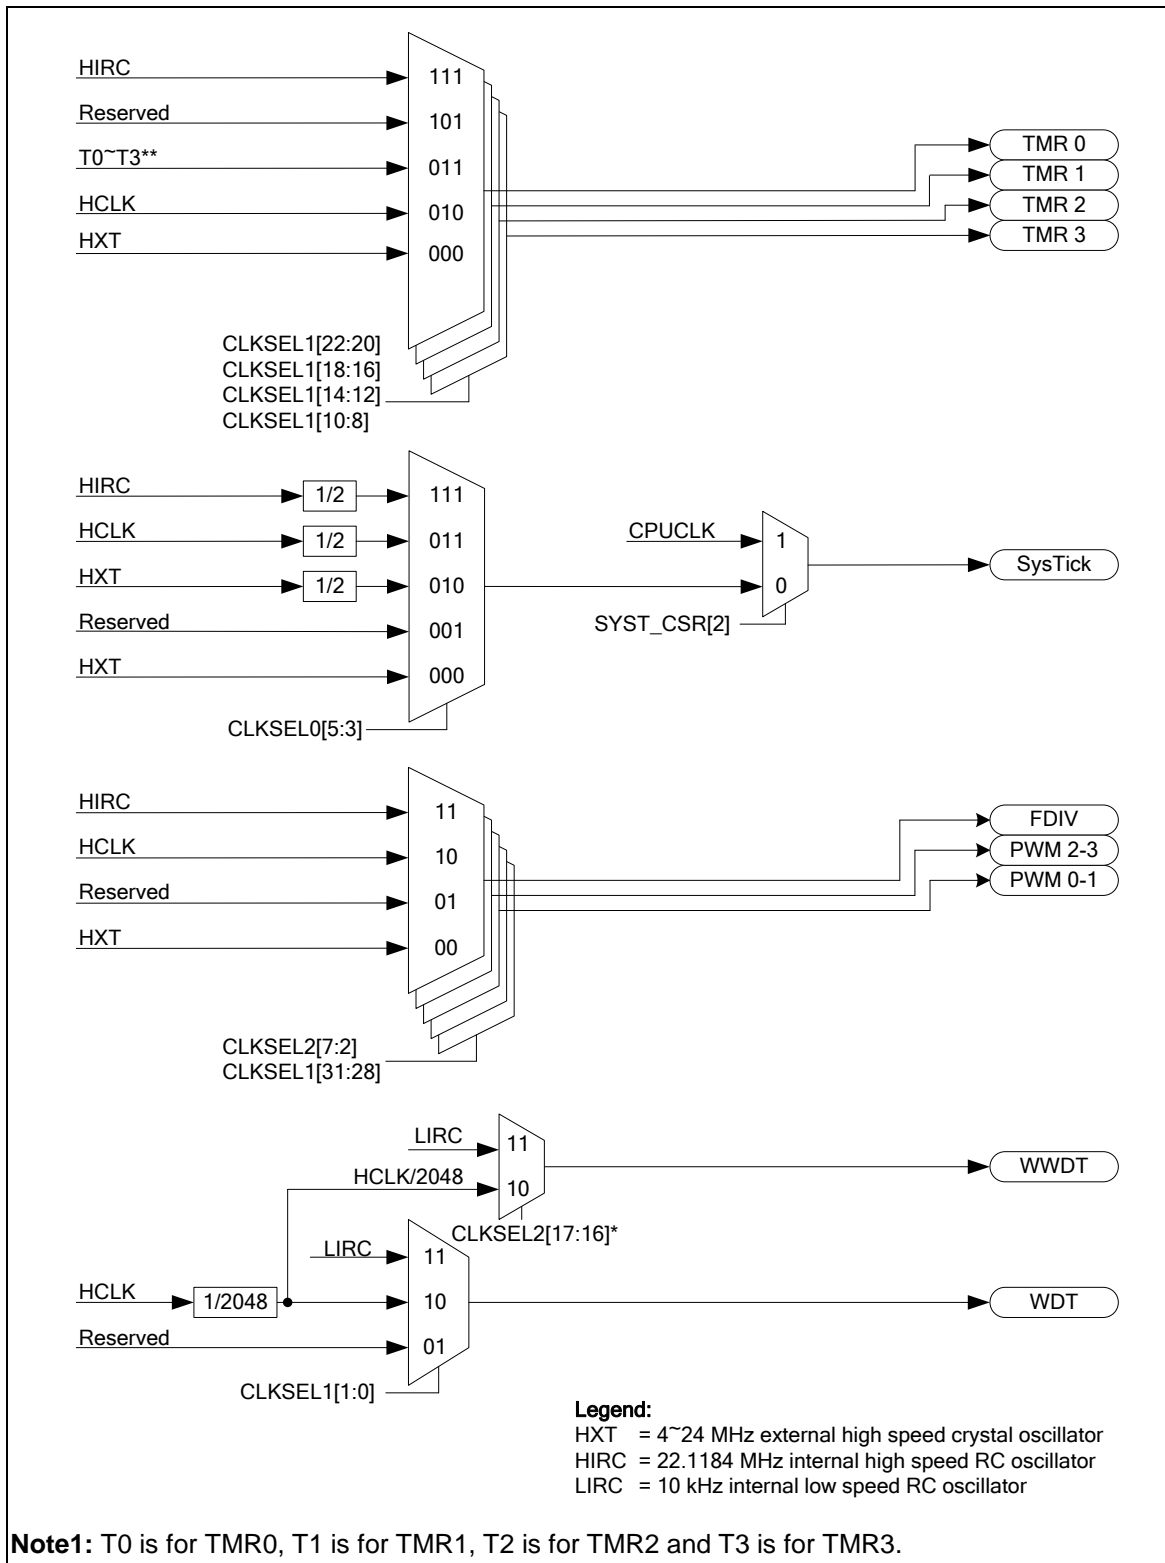 HIRC
111
Reserved
101
T0~T3**
011
HCLK
010
HXT
000
TMR 0
TMR 1
TMR 2
TMR 3
CLKSEL1[22:20]
CLKSEL1[18:16]
CLKSEL1[14:12]
CLKSEL1[10:8]
HIRC
1/2
111
HCLK
1/2
011
HXT
1/2
010
Reserved
001
HXT
000
CLKSEL0[5:3]
CPUCLK
1
0
SYST_CSR[2]
SysTick
HIRC
11
HCLK
10
Reserved
01
HXT
00
FDIV
PWM 2-3
PWM 0-1
CLKSEL2[7:2]
CLKSEL1[31:28]
LIRC
11
HCLK/2048
10
WWDT
CLKSEL2[17:16]*
LIRC
11
HCLK
1/2048
10
WDT
Reserved
01
CLKSEL1[1:0]
Legend:
HXT = 4~24 MHz external high speed crystal oscillator
HIRC = 22.1184 MHz internal high speed RC oscillator
LIRC = 10 kHz internal low speed RC oscillator
Note1: T0 is for TMR0, T1 is for TMR1, T2 is for TMR2 and T3 is for TMR3.